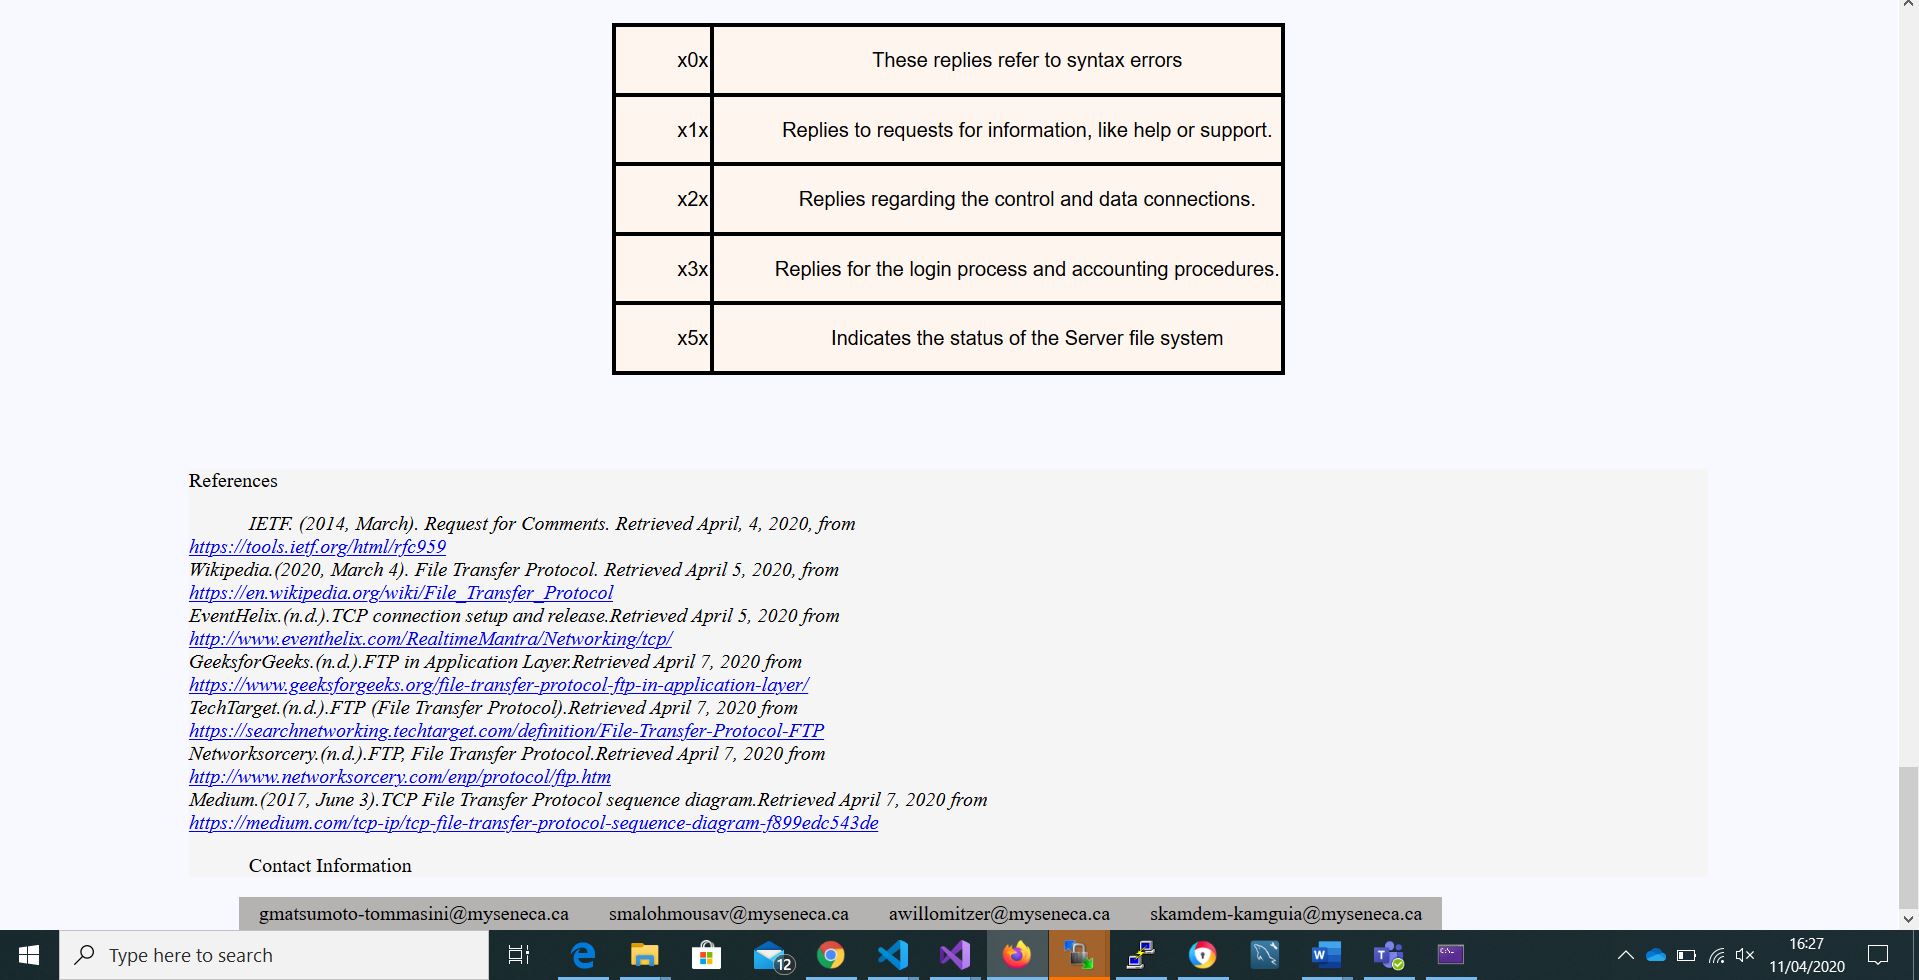 x0x These replies refer to syntax errors
x1x Replies to requests for information, like help or support.
x2x Replies regarding the control and data connections.
x3x Replies for the login process and accounting procedures.
x5x Indicates the status of the Server file system
References
IETF. (2014, March). Request for Comments. Retrieved April, 4, 2020, from
https://tools.ietf.org/html/rfc959
Wikipedia.(2020, March 4). File Transfer Protocol. Retrieved April 5, 2020, from
https://en.wikipedia.org/wiki/File_Transfer_Protocol
EventHelix.(n.d.).TCP connection setup and release.Retrieved April 5, 2020 from
http://www.eventhelix.com/RealtimeMantra/Networking/tcp/
GeeksforGeeks.(n.d.).FTP in Application Layer.Retrieved April 7, 2020 from
https://www.geeksforgeeks.org/file-transfer-protocol-ftp-in-application-layer/
TechTarget.(n.d.).FTP (File Transfer Protocol).Retrieved April 7, 2020 from
https://searchnetworking.techtarget.com/definition/File-Transfer-Protocol-FTP
Networksorcery.(n.d.).FTP, File Transfer Protocol.Retrieved April 7, 2020 from
http://www.networksorcery.com/enp/protocol/ftp.htm
Medium.(2017, June 3).TCP File Transfer Protocol sequence diagram.Retrieved April 7, 2020 from
https://medium.com/tcp-ip/tcp-file-transfer-protocol-sequence-diagram-f899edc543de
Contact Information
gmatsumoto-tommasini@myseneca.ca smalohmousav@myseneca.ca awillomitzer@myseneca.ca skamdem-kamguia@myseneca.ca
Type here to search
12
16:27
11/04/2020